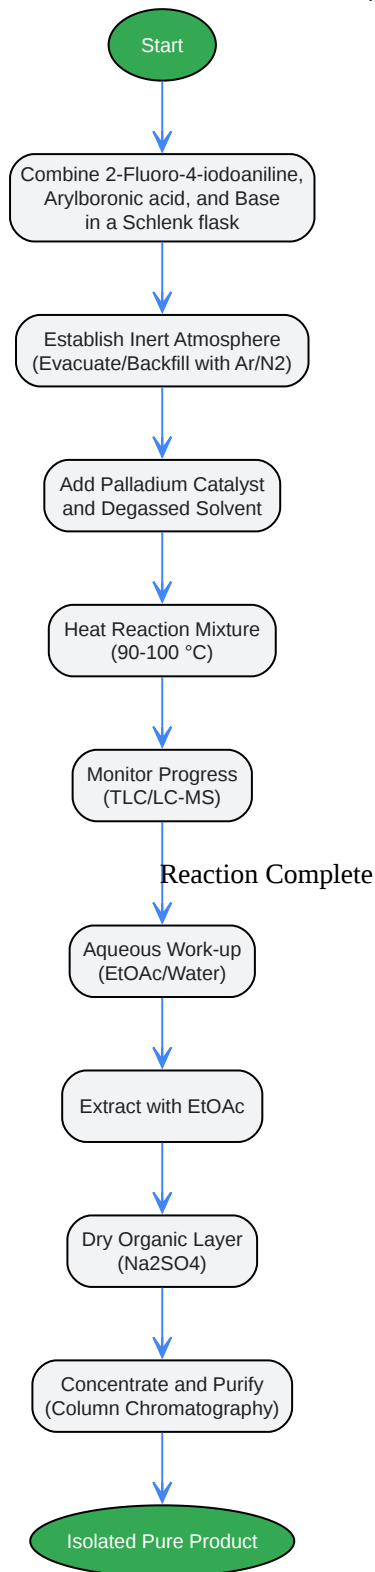 Start
Combine 2-Fluoro-4-iodoaniline,
Arylboronic acid, and Base
in a Schlenk flask
Establish Inert Atmosphere
(Evacuate/Backfill with Ar/N2)
Add Palladium Catalyst
and Degassed Solvent
Heat Reaction Mixture
(90-100 °C)
Monitor Progress
(TLC/LC-MS)
Reaction Complete
Aqueous Work-up
(EtOAc/Water)
Extract with EtOAc
Dry Organic Layer
(Na2SO4)
Concentrate and Purify
(Column Chromatography)
Isolated Pure Product